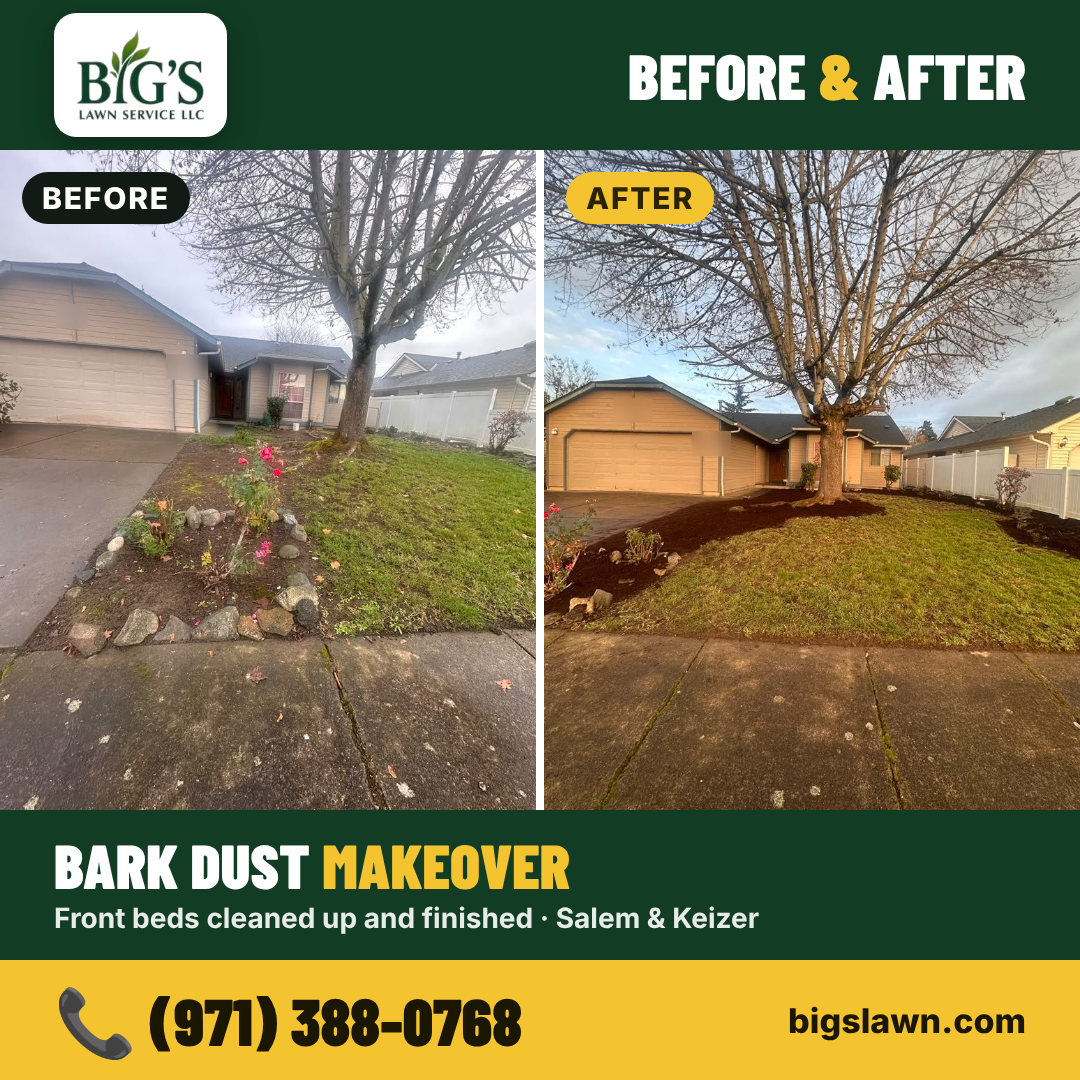 BIG'S
LAWN SERVICE LLC
BEFORE & AFTER
BEFORE
AFTER
BARK DUST MAKEOVER
Front beds cleaned up and finished · Salem & Keizer
(971) 388-0768
bigslawn.com